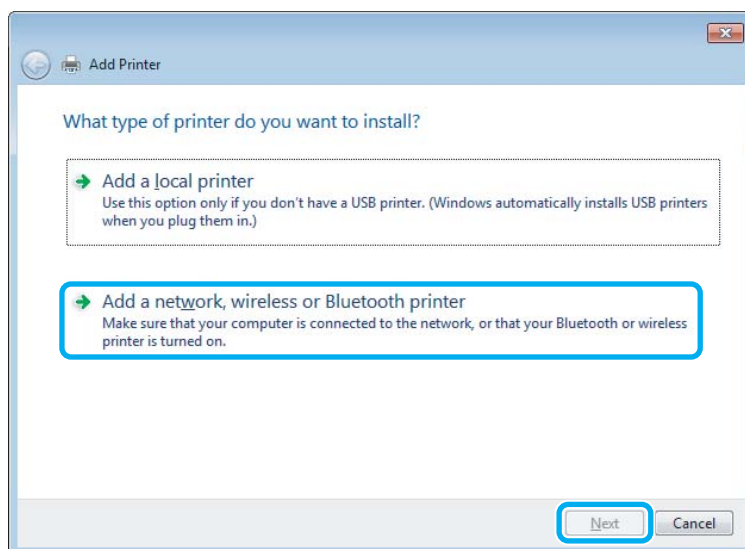 Add Printer
What type of printer do you want to install?
Add a local printer
Use this option only if you don't have a USB printer. (Windows automatically installs USB printers
when you plug them in.)
Add a network, wireless or Bluetooth printer
Make sure that your computer is connected to the network, or that your Bluetooth or wireless
printer is turned on.
Next Cancel